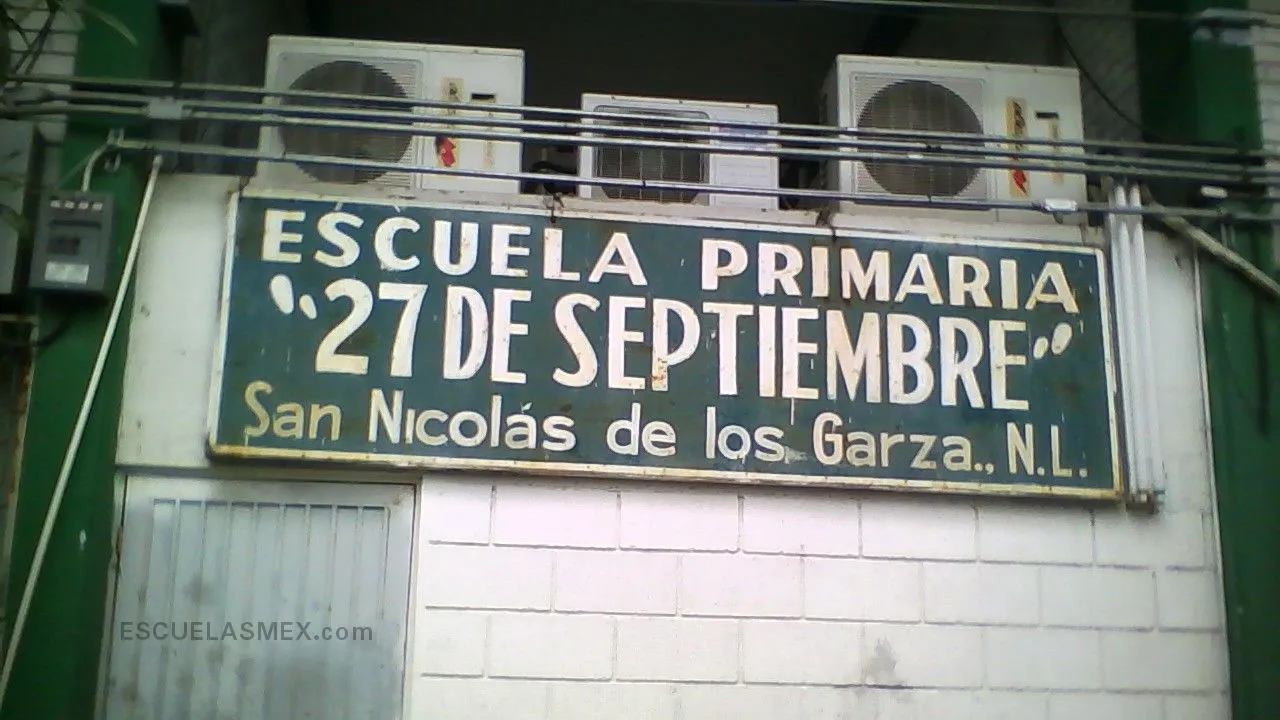 ESCUELA PRIMARIA
"27 DE SEPTIEMBRE"
San Nicolás de los Garza., N.L.
ESCUELASMEX.com